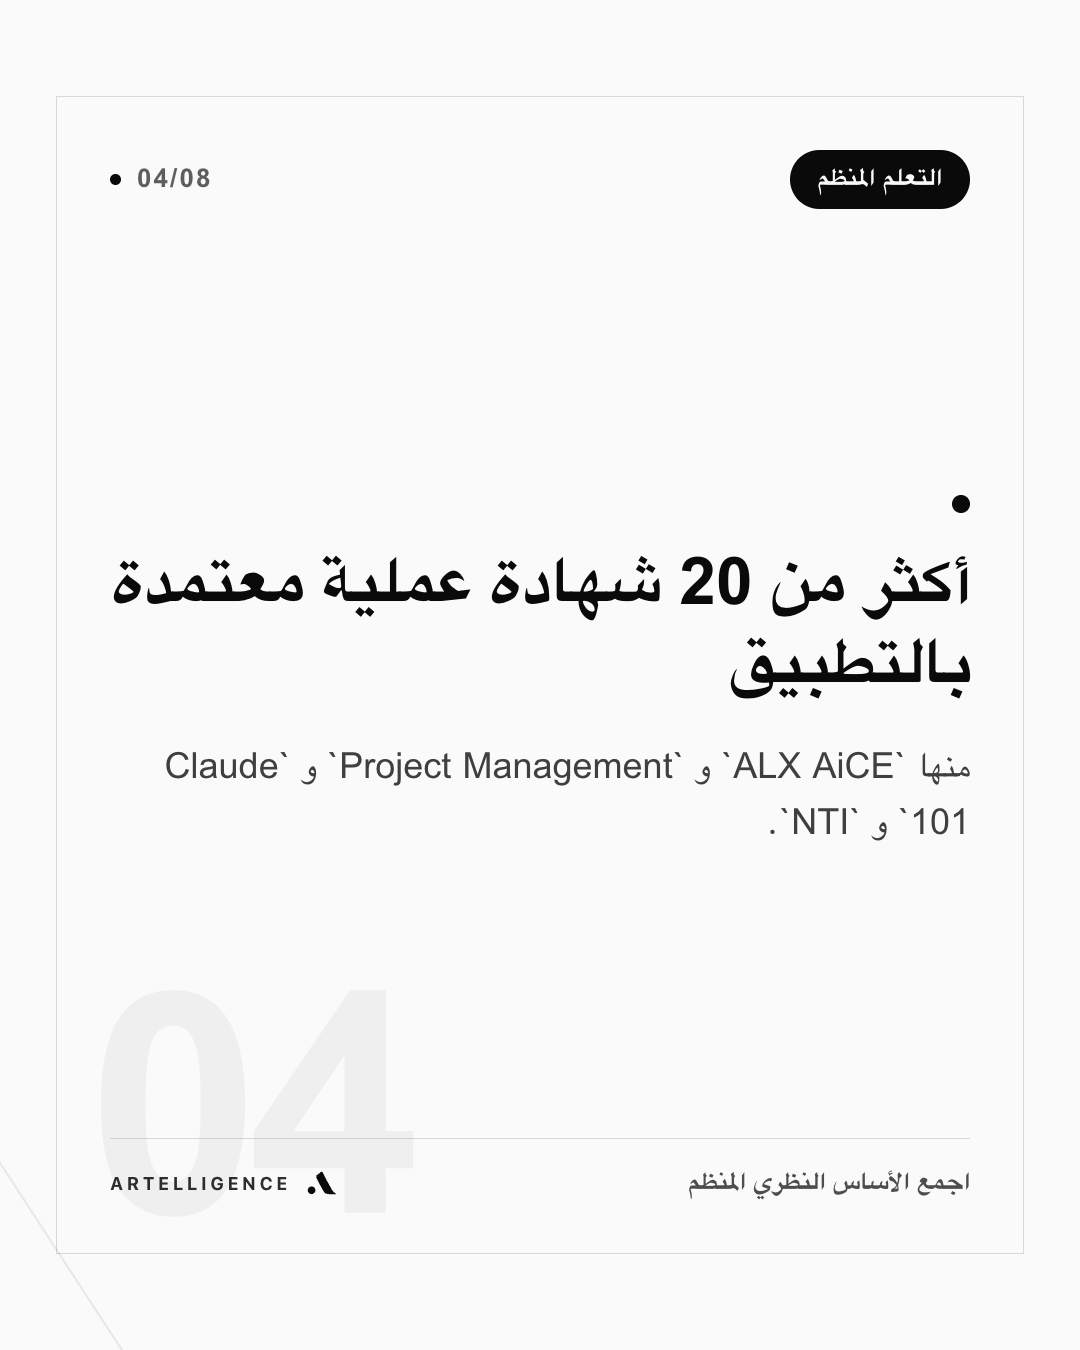 التعلم المنظم
04/08
أكثر من 20 شهادة عملية معتمدة
بالتطبيق
منها `ALX AiCE` و `Project Management` و `Claude
101` و `NTI`.
04
اجمع الأساس النظري المنظم
ARTELLIGENCE